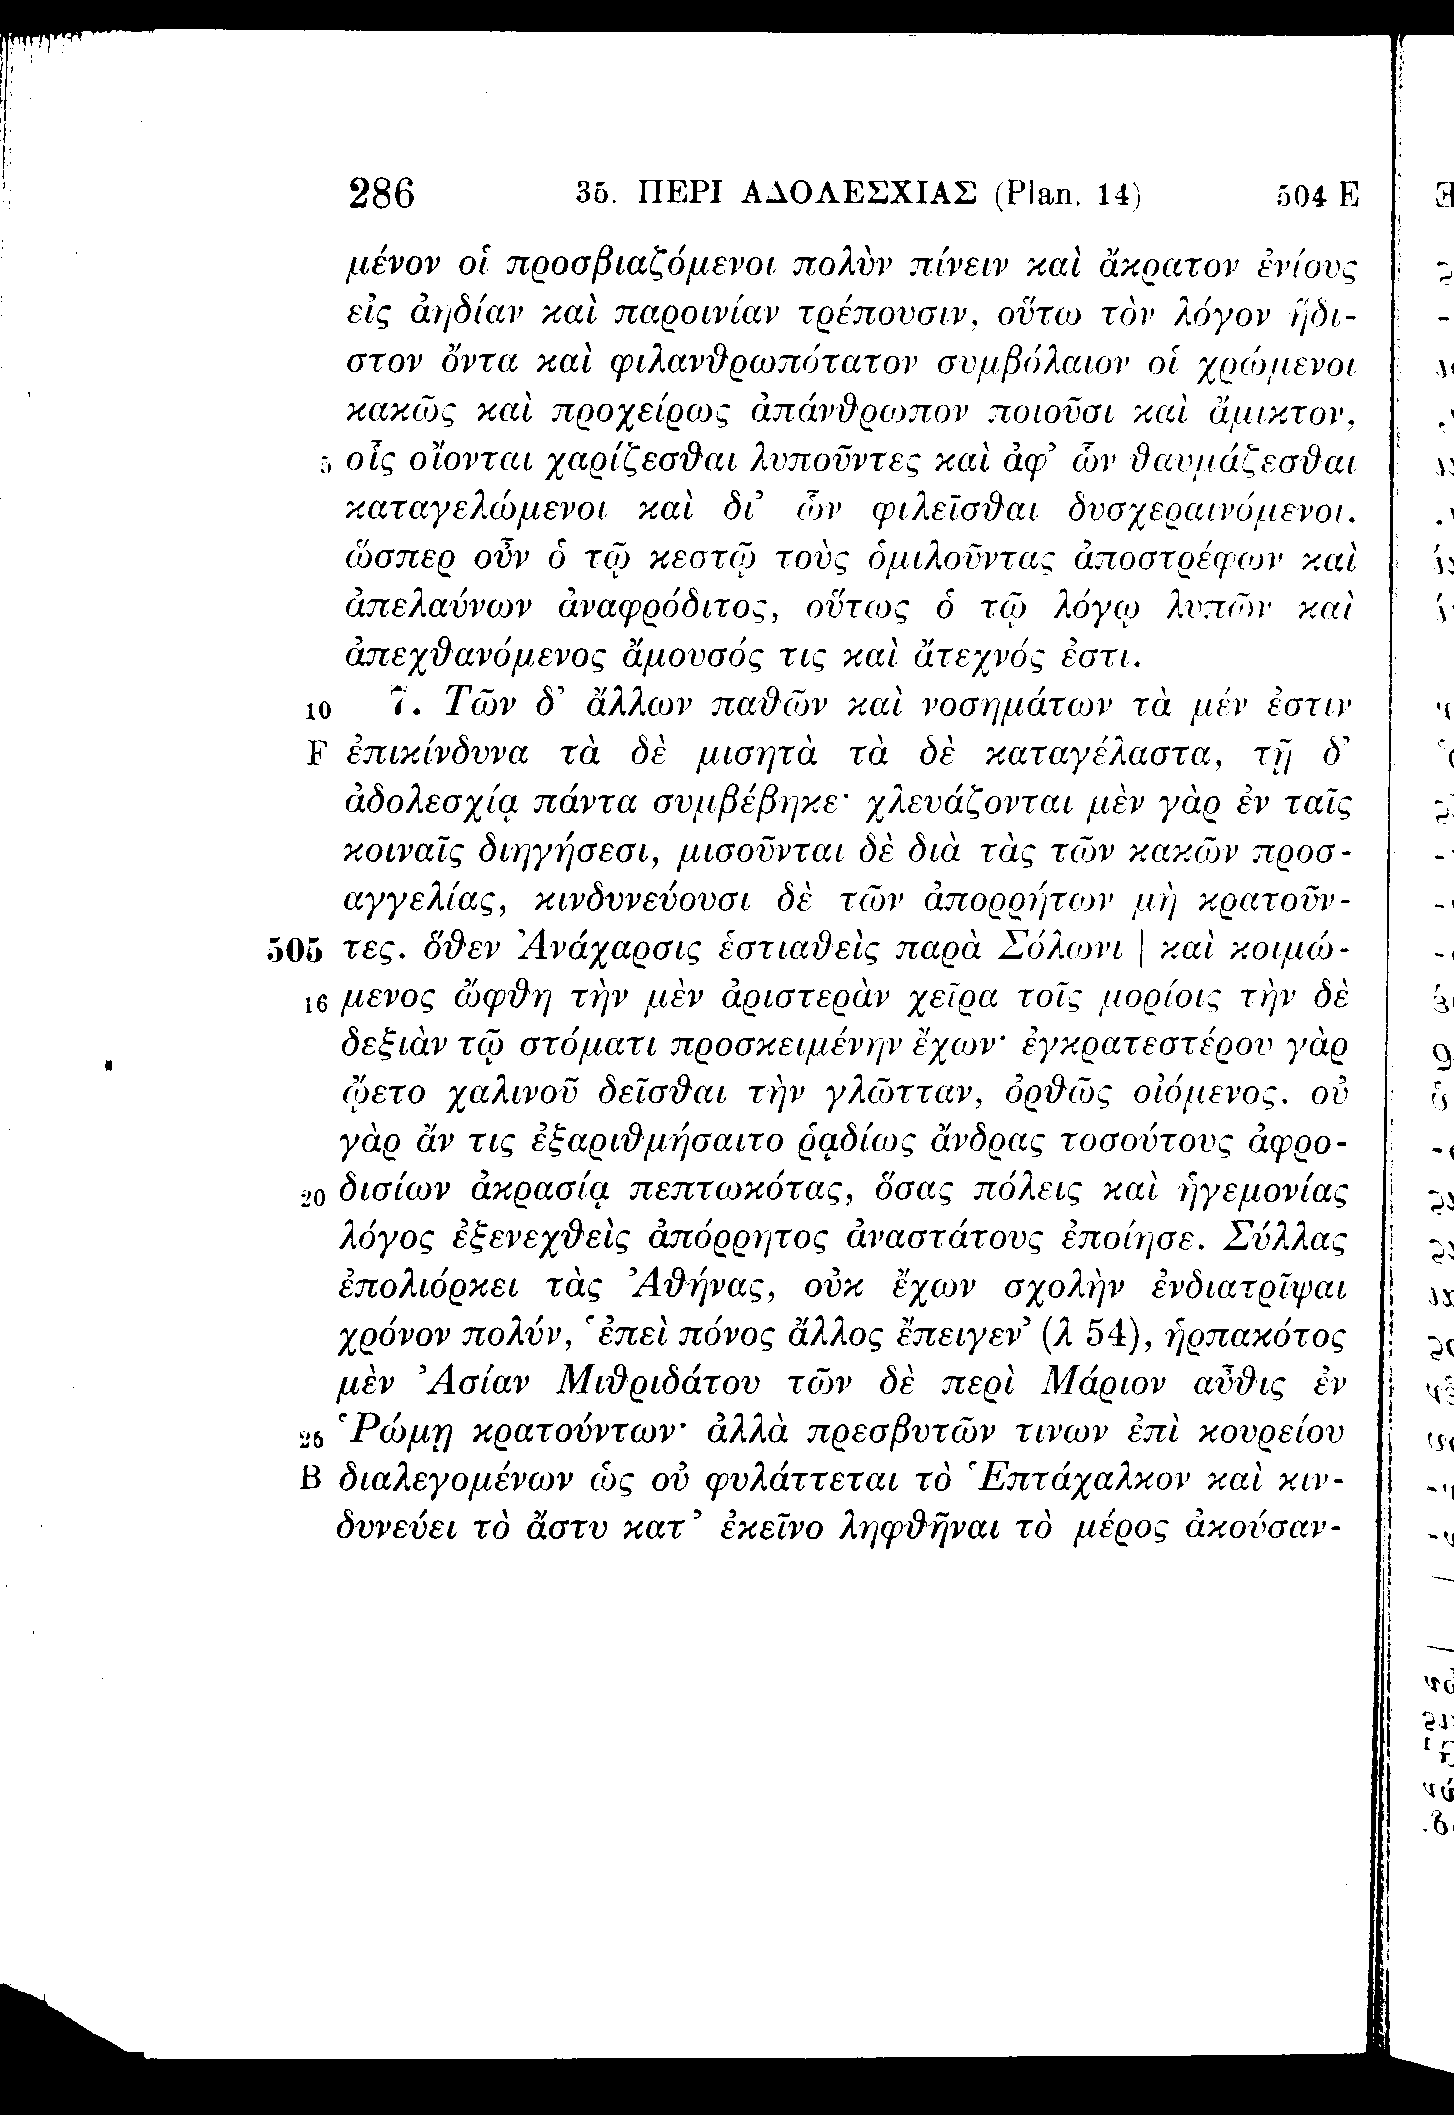 286 35. ΠΕΡΙ ΑΔΟΛΕΣΧΙΑΣ (Plan. 14) 504 E
μένον οἱ προσβιαζόμενοι πολὺν πίνειν καὶ ἄκρατον ἐνίους
εἰς ἀηδίαν καὶ παροινίαν τρέπουσιν, οὕτω τὸν λόγον ἥδι-
στον ὄντα καὶ φιλανθρωπότατον συμβόλαιον οἱ χρώμενοι
κακῶς καὶ προχείρως ἀπάνθρωπον ποιοῦσι καὶ ἄμικτον,
5 οἷς οἴονται χαρίζεσθαι λυποῦντες καὶ ἀφ’ ὧν θαυμάζεσθαι
καταγελώμενοι καὶ δι’ ὧν φιλεῖσθαι δυσχεραινόμενοι.
ὥσπερ οὖν ὁ τῷ κεστῷ τοὺς ὁμιλοῦντας ἀποστρέφων καὶ
ἀπελαύνων ἀναφρόδιτος, οὕτως ὁ τῷ λόγῳ λυπῶν καὶ
ἀπεχθανόμενος ἄμουσός τις καὶ ἄτεχνός ἐστι.
10 7. Τῶν δ’ ἄλλων παθῶν καὶ νοσημάτων τὰ μέν ἐστιν
F ἐπικίνδυνα τὰ δὲ μισητὰ τὰ δὲ καταγέλαστα, τῇ δ’
ἀδολεσχίᾳ πάντα συμβέβηκε· χλευάζονται μὲν γὰρ ἐν ταῖς
κοιναῖς διηγήσεσι, μισοῦνται δὲ διὰ τὰς τῶν κακῶν προσ-
αγγελίας, κινδυνεύουσι δὲ τῶν ἀπορρήτων μὴ κρατοῦν-
505 τες. ὅθεν Ἀνάχαρσις ἑστιαθεὶς παρὰ Σόλωνι | καὶ κοιμώ-
16 μενος ὤφθη τὴν μὲν ἀριστερὰν χεῖρα τοῖς μορίοις τὴν δὲ
δεξιὰν τῷ στόματι προσκειμένην ἔχων· ἐγκρατεστέρου γὰρ
ᾤετο χαλινοῦ δεῖσθαι τὴν γλῶτταν, ὀρθῶς οἰόμενος. οὐ
γὰρ ἄν τις ἐξαριθμήσαιτο ῥᾳδίως ἄνδρας τοσούτους ἀφρο-
20 δισίων ἀκρασίᾳ πεπτωκότας, ὅσας πόλεις καὶ ἡγεμονίας
λόγος ἐξενεχθεὶς ἀπόρρητος ἀναστάτους ἐποίησε. Σύλλας
ἐπολιόρκει τὰς Ἀθήνας, οὐκ ἔχων σχολὴν ἐνδιατρῖψαι
χρόνον πολύν, ‘ἐπεὶ πόνος ἄλλος ἔπειγεν’ (λ 54), ἡρπακότος
μὲν Ἀσίαν Μιθριδάτου τῶν δὲ περὶ Μάριον αὖθις ἐν
25 Ῥώμῃ κρατούντων· ἀλλὰ πρεσβυτῶν τινων ἐπὶ κουρείου
B διαλεγομένων ὡς οὐ φυλάττεται τὸ Ἑπτάχαλκον καὶ κιν-
δυνεύει τὸ ἄστυ κατ’ ἐκεῖνο ληφθῆναι τὸ μέρος ἀκούσαν-